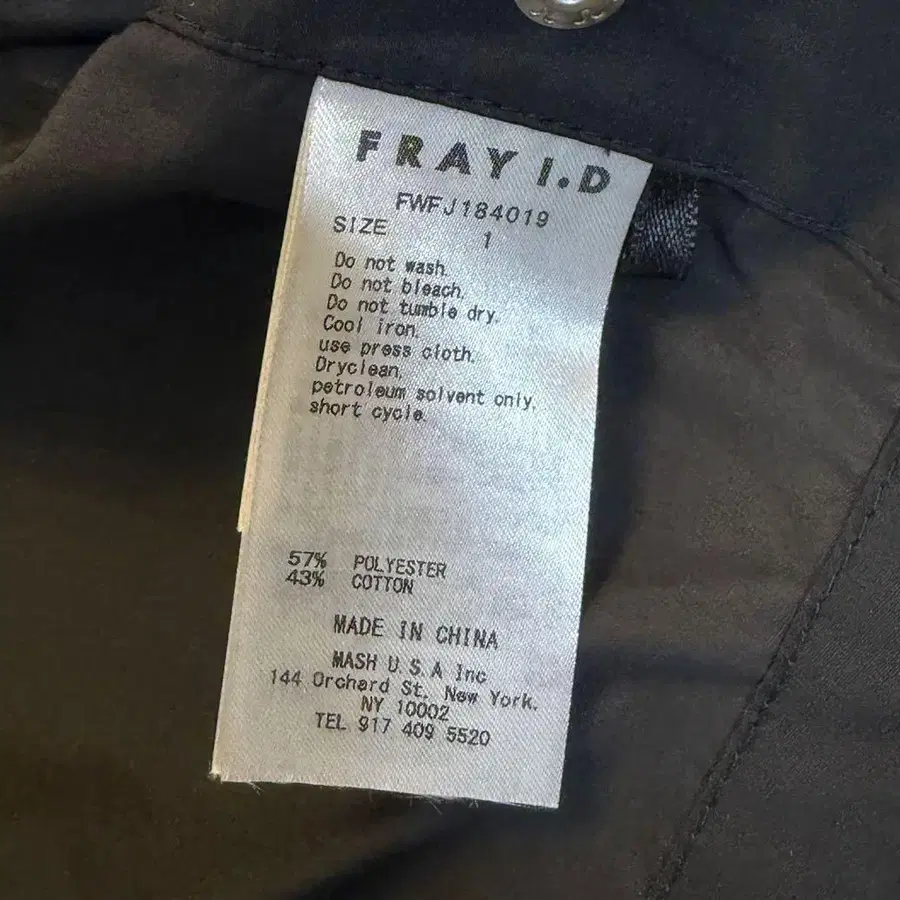 FRAY I.D
FWFJ184019
SIZE 1
Do not wash.
Do not bleach.
Do not tumble dry.
Cool iron.
use press cloth.
Dryclean.
petroleum solvent only.
short cycle.
57% POLYESTER
43% COTTON
MADE IN CHINA
MASH U S A Inc
144 Orchard St. New York.
NY 10002
TEL 917 409 5520